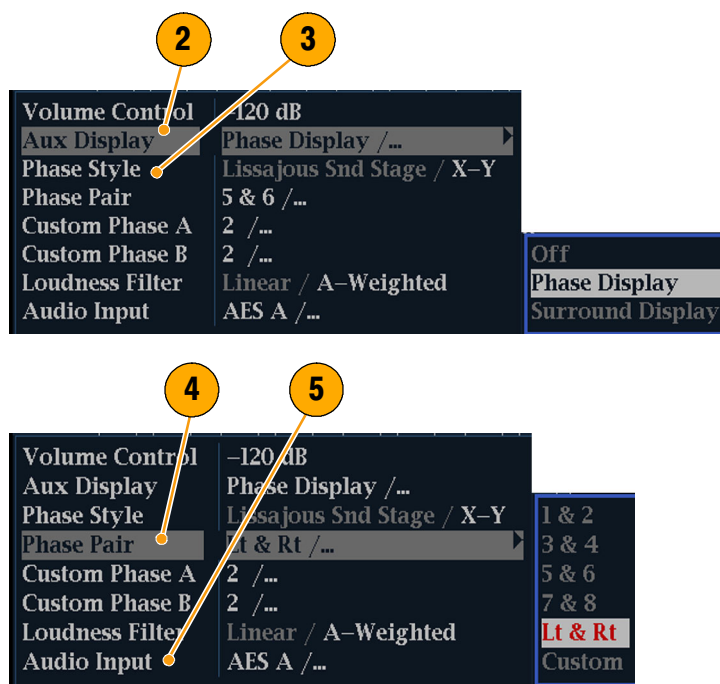 2 3
Volume Control –120 dB
Aux Display Phase Display /...
Phase Style Lissajous Snd Stage / X–Y
Phase Pair 5 & 6 /...
Custom Phase A 2 /...
Custom Phase B 2 /...
Loudness Filter Linear / A–Weighted
Audio Input AES A /...
Off
Phase Display
Surround Display
4 5
Volume Control –120 dB
Aux Display Phase Display /...
Phase Style Lissajous Snd Stage / X–Y
Phase Pair Lt & Rt /...
Custom Phase A 2 /...
Custom Phase B 2 /...
Loudness Filter Linear / A–Weighted
Audio Input AES A /...
1 & 2
3 & 4
5 & 6
7 & 8
Lt & Rt
Custom